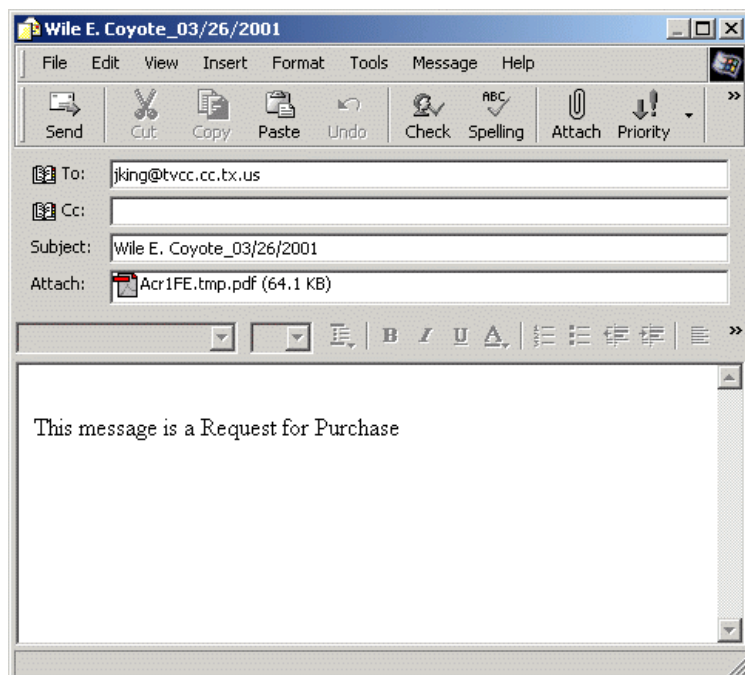 Wile E. Coyote_03/26/2001
File Edit View Insert Format Tools Message Help
Send Cut Copy Paste Undo Check ABC Spelling Attach Priority »
To: jking@tvcc.cc.tx.us
Cc:
Subject: Wile E. Coyote_03/26/2001
Attach: Acr1FE.tmp.pdf (64.1 KB)
B I U A »
This message is a Request for Purchase